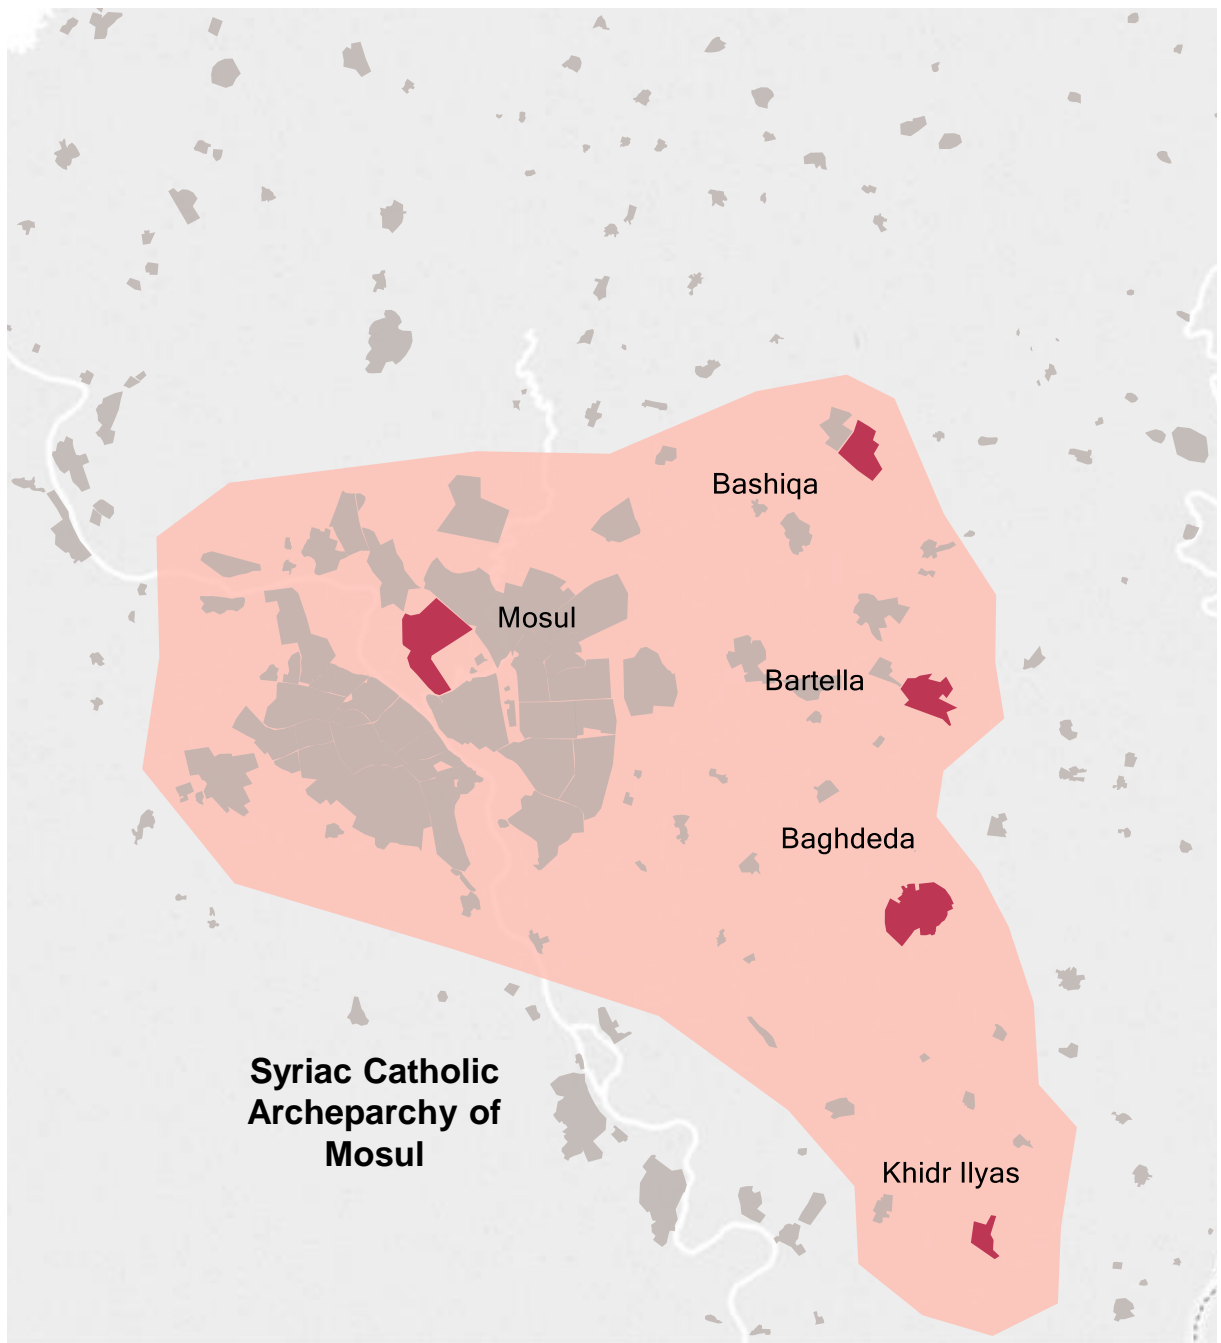 Bashiqa
Mosul
Bartella
Baghdeda
Syriac Catholic
Archeparchy of
Mosul
Khidr Ilyas